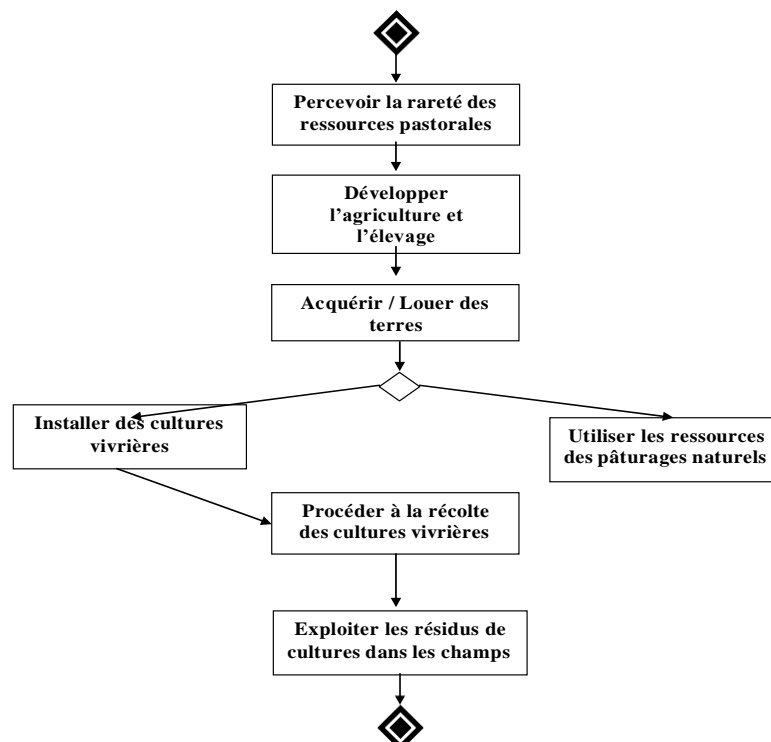 Percevoir la rareté des
ressources pastorales
Développer
l’agriculture et
l’élevage
Acquérir / Louer des
terres
Installer des cultures
vivrières
Utiliser les ressources
des pâturages naturels
Procéder à la récolte
des cultures vivrières
Exploiter les résidus de
cultures dans les champs